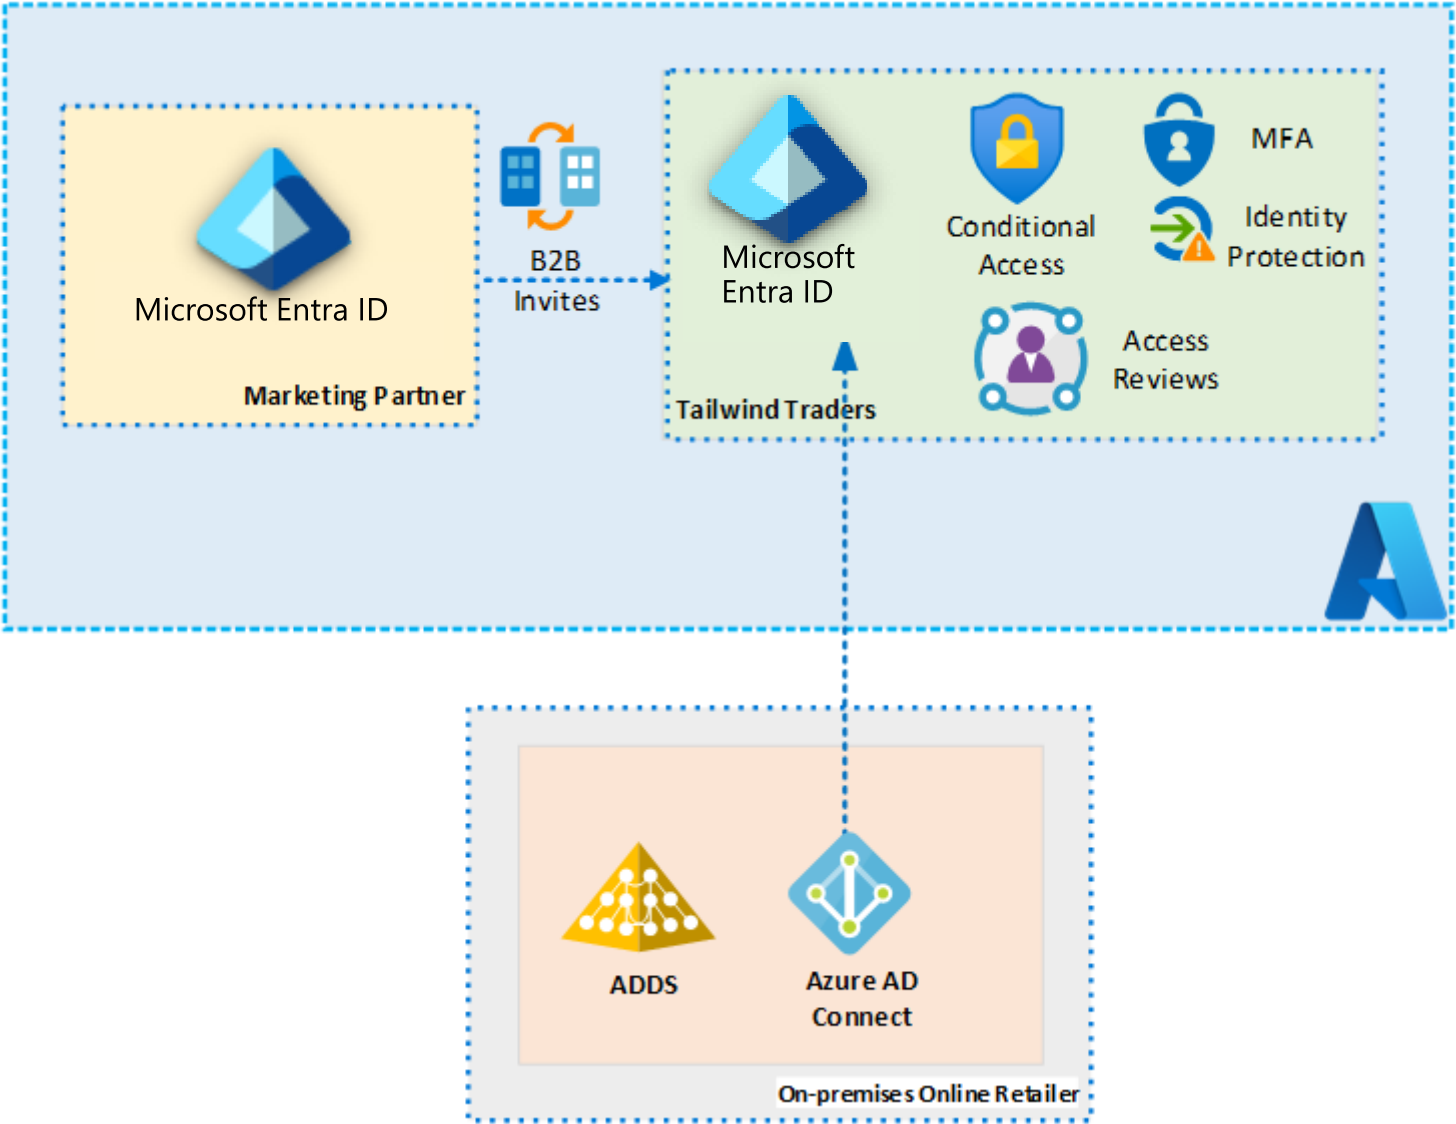 Microsoft Entra ID
Marketing Partner
B2B
Invites
Microsoft
Entra ID
Tailwind Traders
Conditional
Access
MFA
Identity
Protection
Access
Reviews
ADDS
Azure AD
Connect
On-premises Online Retailer